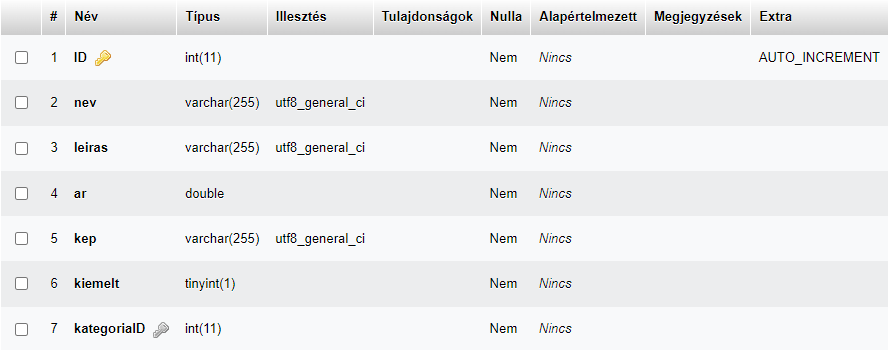 # Név Típus Illesztés Tulajdonságok Nulla Alapértelmezett Megjegyzések Extra
1 ID int(11) Nem Nincs AUTO_INCREMENT
2 nev varchar(255) utf8_general_ci Nem Nincs
3 leiras varchar(255) utf8_general_ci Nem Nincs
4 ar double Nem Nincs
5 kep varchar(255) utf8_general_ci Nem Nincs
6 kiemelt tinyint(1) Nem Nincs
7 kategoriaID int(11) Nem Nincs